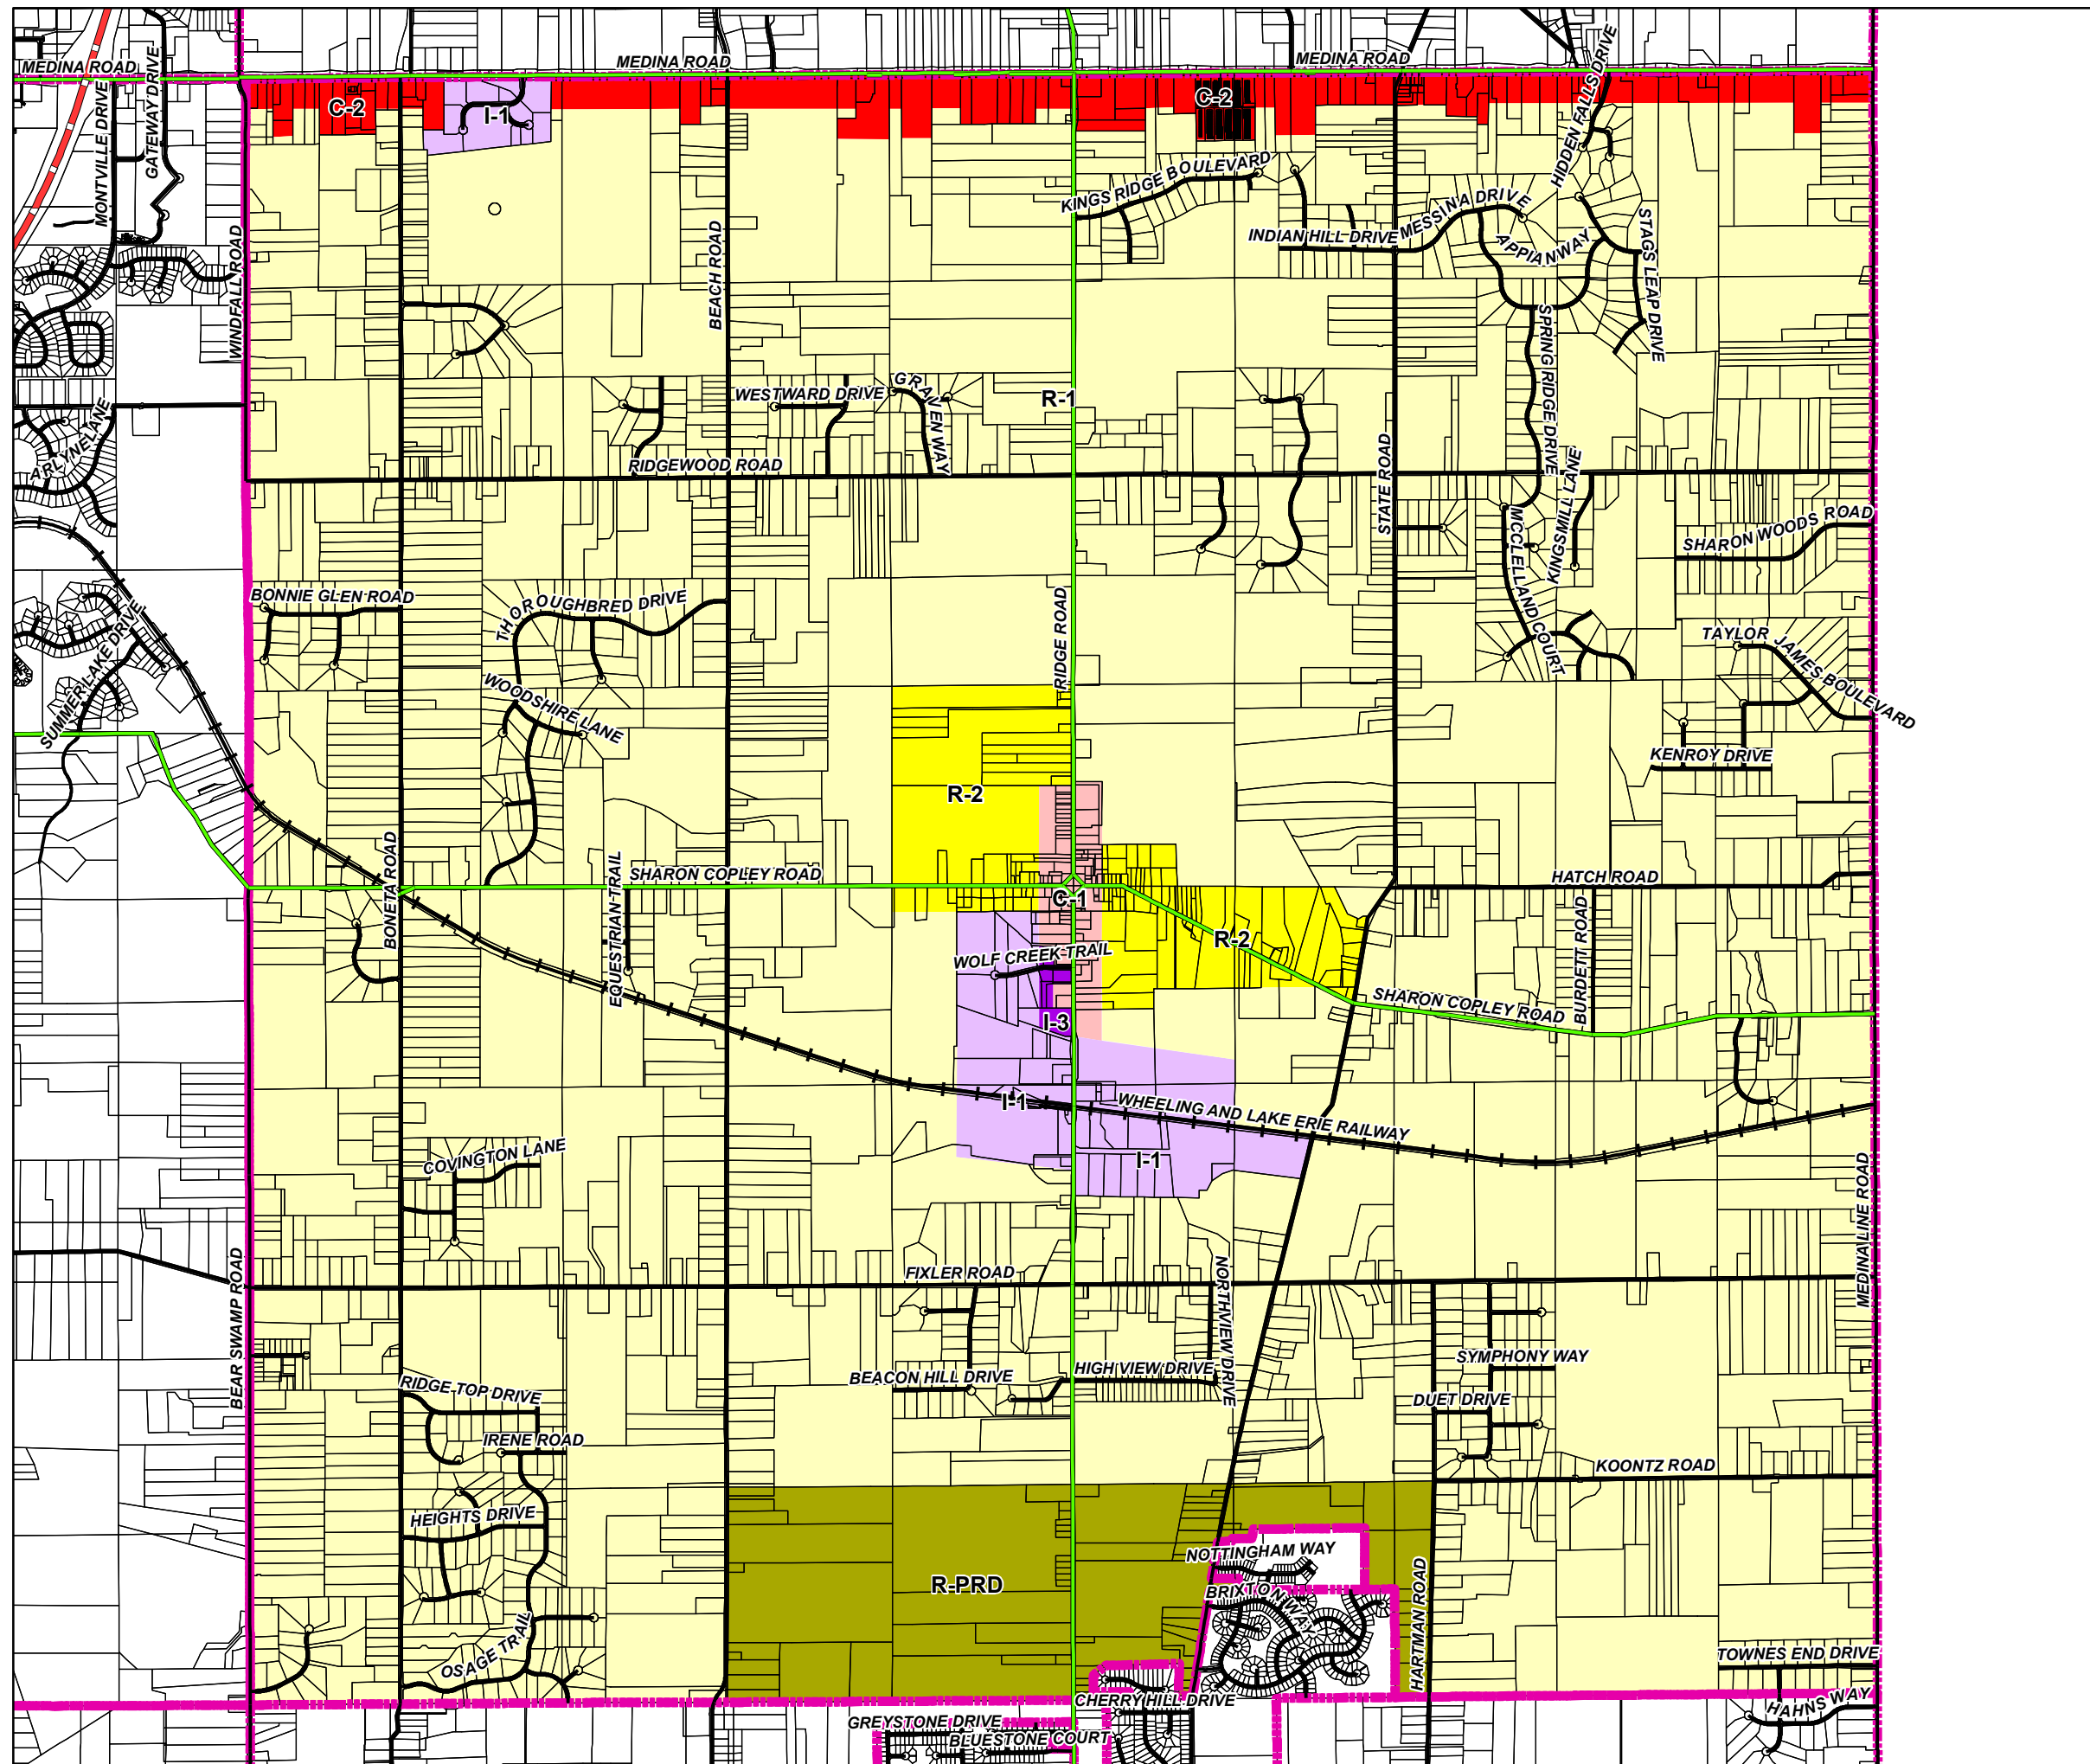 MEDINA ROAD
MEDINA ROAD
MEDINA ROAD
MONTVILLE DRIVE
GATEWAY DRIVE
HIDDEN FALLS DRIVE
C-2
I-1
C-2
KINGS RIDGE BOULEVARD
WINDFALL ROAD
BEACH ROAD
INDIAN HILL DRIVE
MESSINA DRIVE
APPIAN WAY
STAGS LEAP DRIVE
SPRING RIDGE DRIVE
WESTWARD DRIVE
GRAVEN WAY
R-1
ARLYNE LANE
RIDGEWOOD ROAD
STATE ROAD
KINGSMILL LANE
MCCLELLAND COURT
SHARON WOODS ROAD
BONNIE GLEN ROAD
THOROUGHBRED DRIVE
RIDGE ROAD
SUMMER LAKE DRIVE
TAYLOR JAMES BOULEVARD
WOODSHIRE LANE
KENROY DRIVE
R-2
BONETA ROAD
EQUESTRIAN TRAIL
SHARON COPLEY ROAD
HATCH ROAD
C-1
R-2
BURDETT ROAD
WOLF CREEK TRAIL
SHARON COPLEY ROAD
I-3
I-1
WHEELING AND LAKE ERIE RAILWAY
I-1
COVINGTON LANE
MEDINA LINE ROAD
BEAR SWAMP ROAD
FIXLER ROAD
NORTHVIEW DRIVE
SYMPHONY WAY
BEACON HILL DRIVE
HIGH VIEW DRIVE
RIDGE TOP DRIVE
DUET DRIVE
IRENE ROAD
KOONTZ ROAD
HEIGHTS DRIVE
NOTTINGHAM WAY
R-PRD
BRIXTON WAY
HARTMAN ROAD
OSAGE TRAIL
TOWNES END DRIVE
CHERRY HILL DRIVE
HAHNS WAY
GREYSTONE DRIVE
BLUESTONE COURT